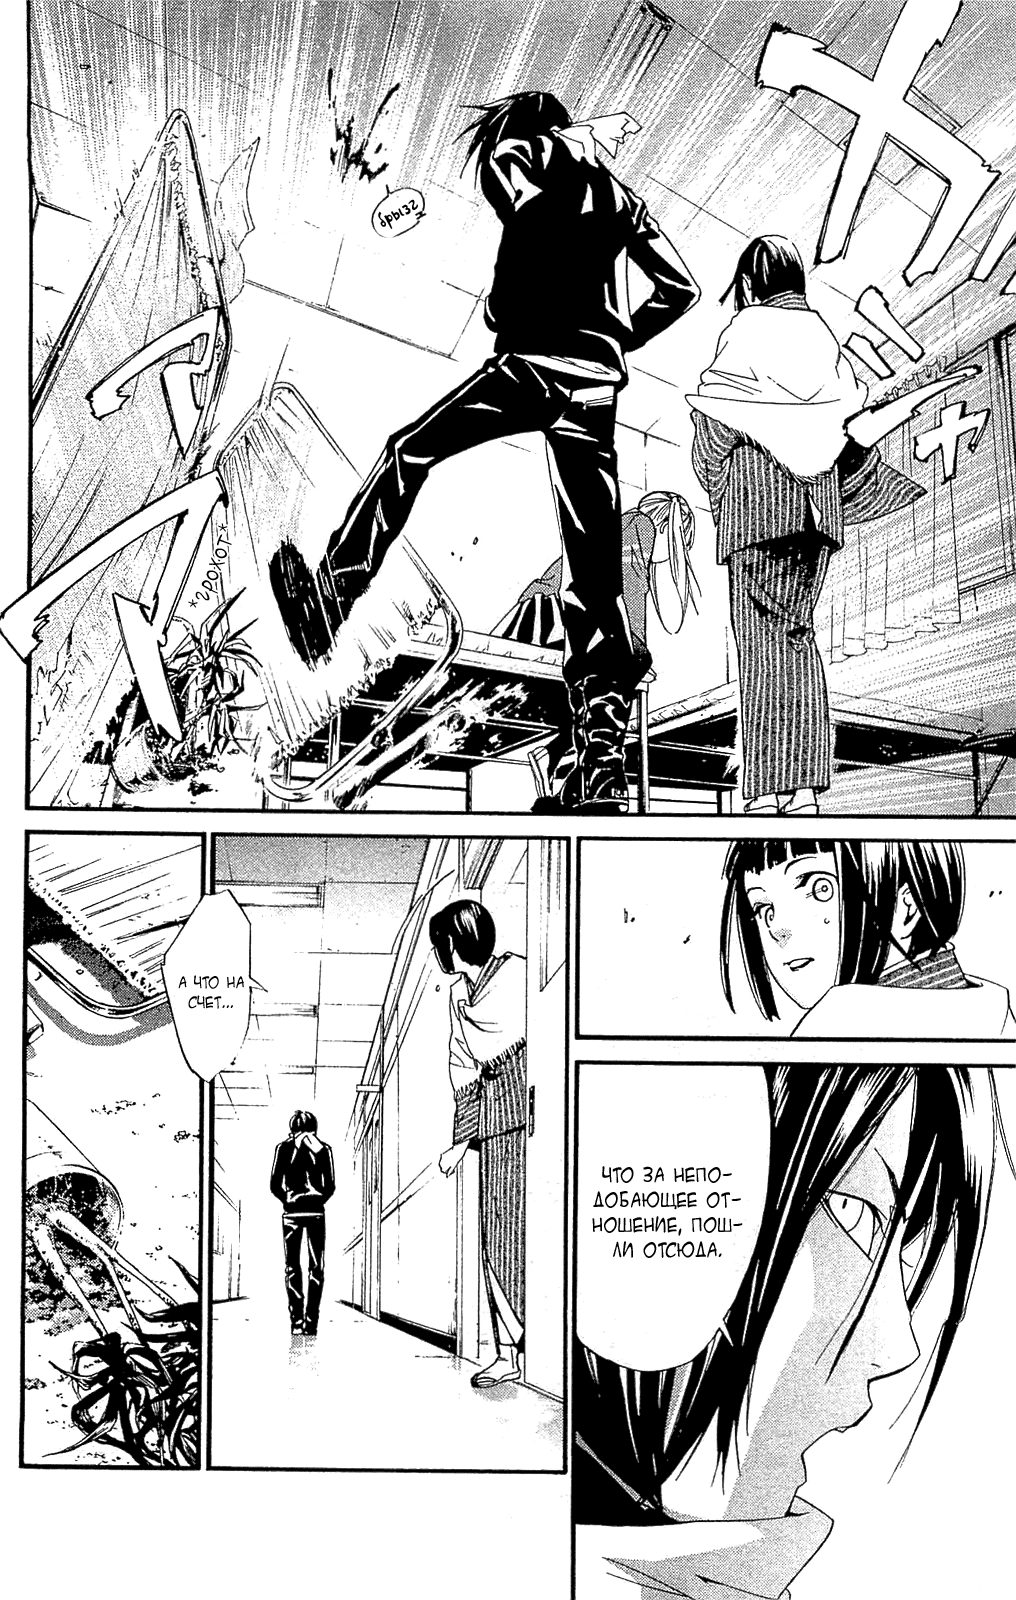 брызг
*грохот*
ЧТО ЗА НЕПО-
ДОБАЮЩЕЕ ОТ-
НОШЕНИЕ, ПОШ-
ЛИ ОТСЮДА.
А ЧТО НА
СЧЕТ...